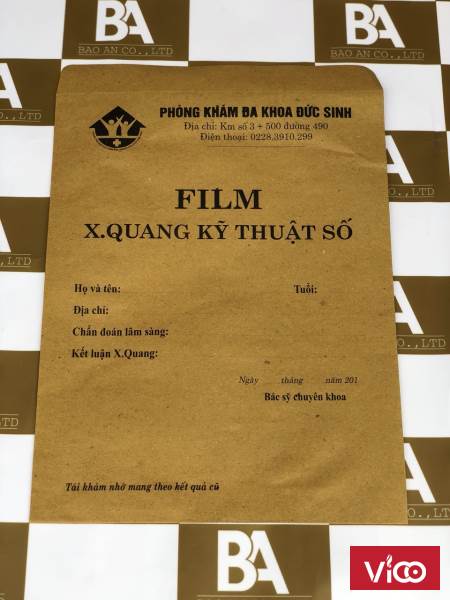 BA
BAO AN CO.,LTD
PHÒNG KHÁM ĐA KHOA ĐỨC SINH
Địa chỉ: Km số 3 + 500 đường 490
Điện thoại: 0228.3910.299
FILM
X.QUANG KỸ THUẬT SỐ
Họ và tên: Tuổi:
Địa chỉ:
Chẩn đoán lâm sàng:
Kết luận X.Quang:
Ngày tháng năm 201
Bác sỹ chuyên khoa
Tái khám nhớ mang theo kết quả cũ
BA
VICO